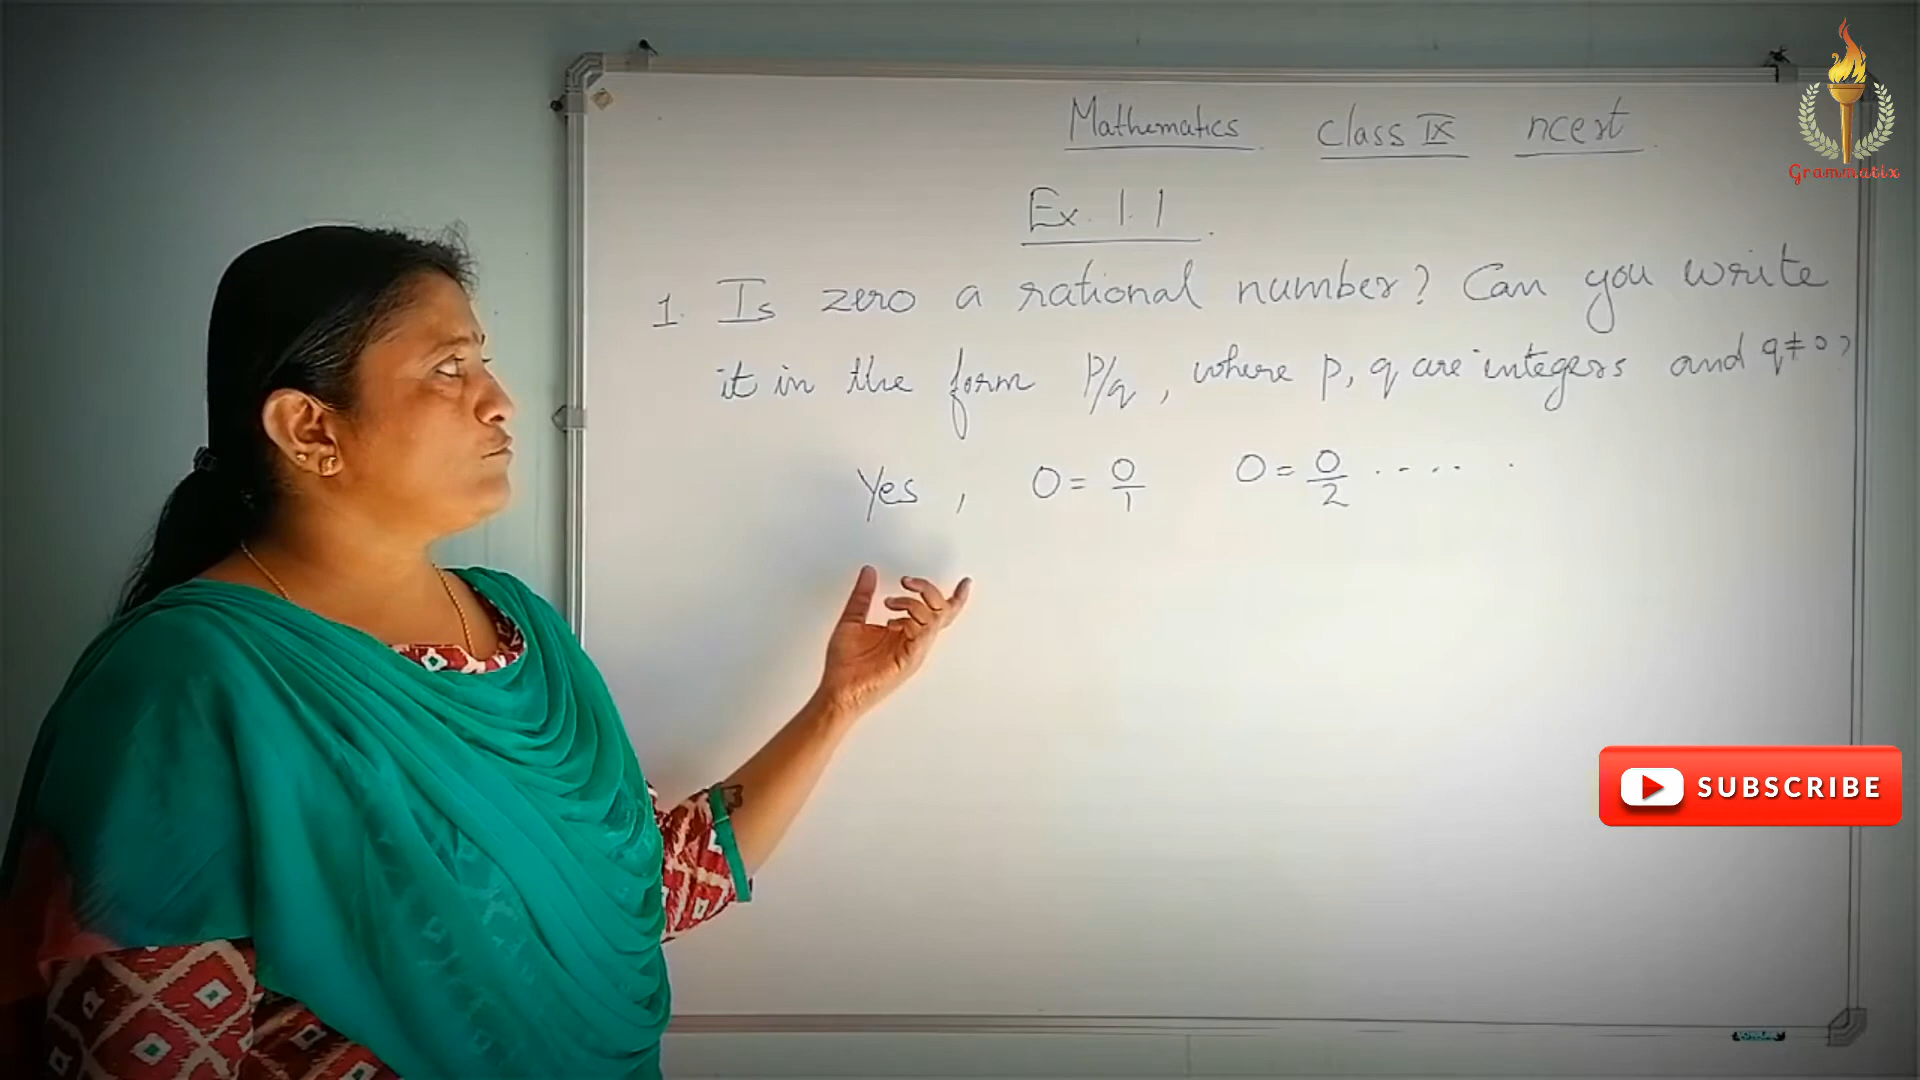 Mathematics Class IX ncert
Ex. 1.1
1. Is zero a rational number? Can you write
it in the form p/q, where p, q are integers and q≠0?
Yes, 0 = 0/1 0 = 0/2 .....
Grammatix
SUBSCRIBE